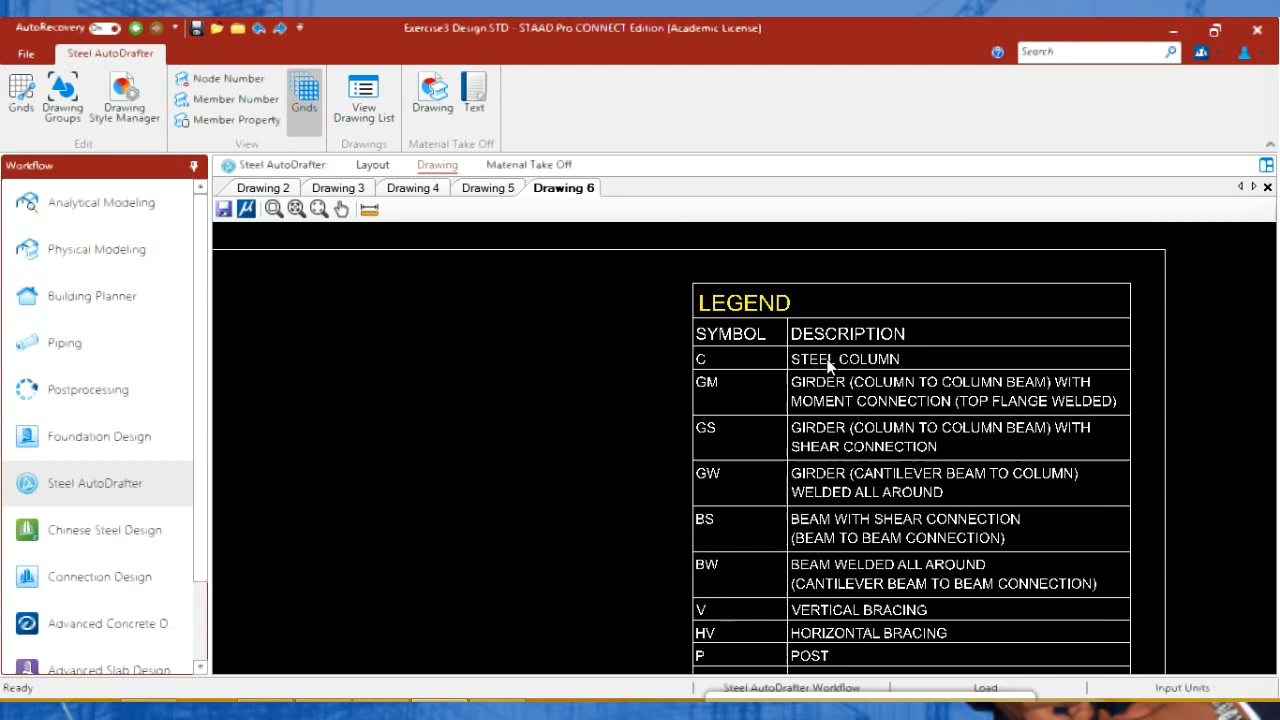 AutoRecovery On
Exercise3 Design.STD - STAAD.Pro CONNECT Edition (Academic License)
File
Steel AutoDrafter
Search
Grids
Drawing
Groups
Drawing
Style Manager
Edit
Node Number
Member Number
Member Property
Grids
View
View
Drawing List
Drawings
Drawing
Text
Material Take Off
Workflow
Analytical Modeling
Physical Modeling
Building Planner
Piping
Postprocessing
Foundation Design
Steel AutoDrafter
Chinese Steel Design
Connection Design
Advanced Concrete D
Advanced Slab Design
Steel AutoDrafter
Layout
Drawing
Material Take Off
Drawing 2
Drawing 3
Drawing 4
Drawing 5
Drawing 6
LEGEND
SYMBOL DESCRIPTION
C STEEL COLUMN
GM GIRDER (COLUMN TO COLUMN BEAM) WITH
MOMENT CONNECTION (TOP FLANGE WELDED)
GS GIRDER (COLUMN TO COLUMN BEAM) WITH
SHEAR CONNECTION
GW GIRDER (CANTILEVER BEAM TO COLUMN)
WELDED ALL AROUND
BS BEAM WITH SHEAR CONNECTION
(BEAM TO BEAM CONNECTION)
BW BEAM WELDED ALL AROUND
(CANTILEVER BEAM TO BEAM CONNECTION)
V VERTICAL BRACING
HV HORIZONTAL BRACING
P POST
Ready
Steel AutoDrafter Workflow
Load
Input Units